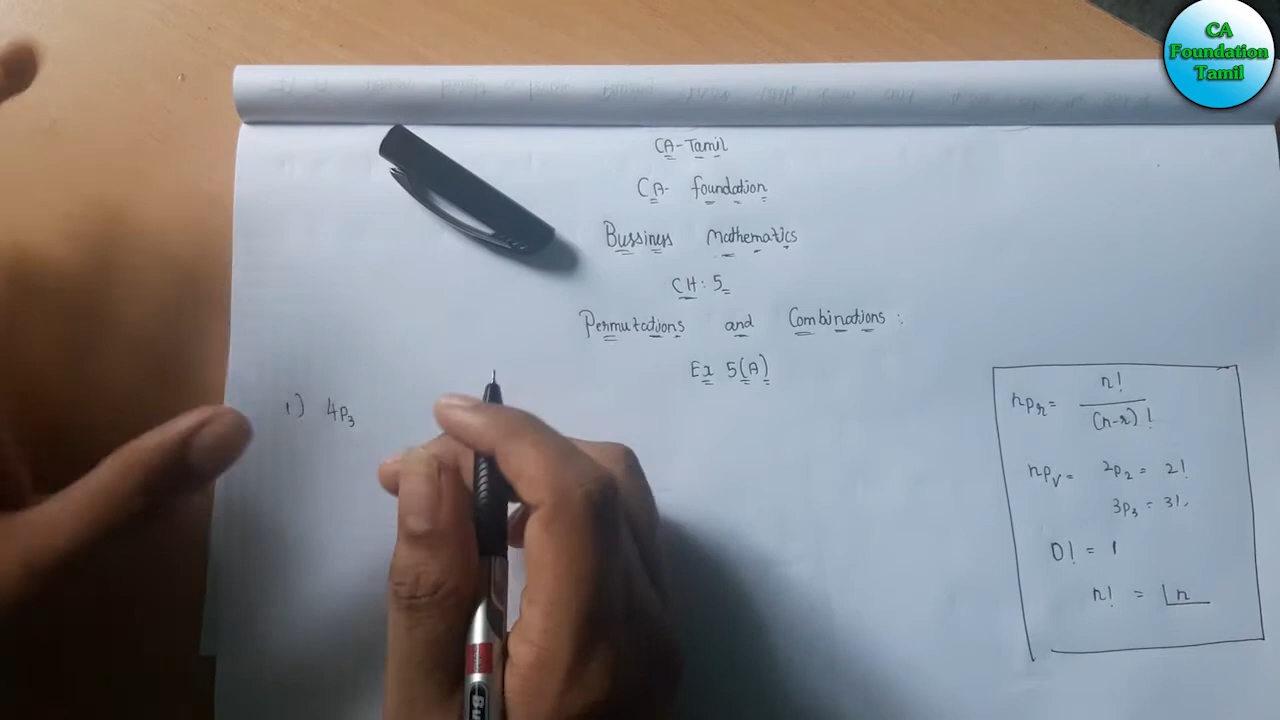 CA
Foundation
Tamil
CA-Tamil
CA- foundation
Bussiness Mathematics
CH: 5
Permutations and Combinations:
Ex 5(A)
1) 4P3
nPr = n! / (n-r)!
nPr = 2P2 = 2!
3P3 = 3!
0! = 1
n! = |n